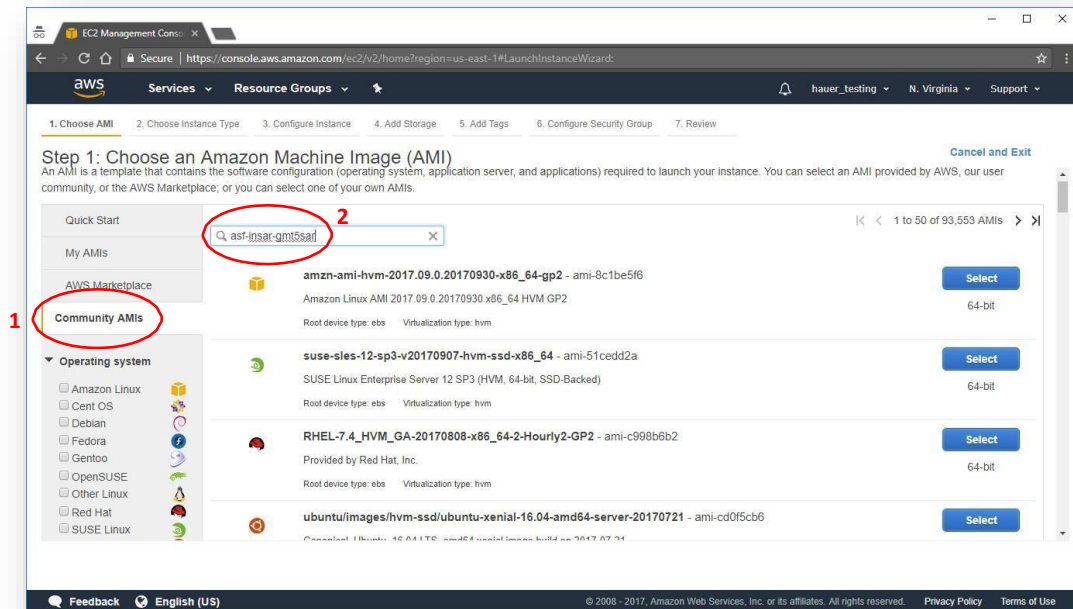 EC2 Management Conso
Secure | https://console.aws.amazon.com/ec2/v2/home?region=us-east-1#LaunchInstanceWizard:
aws Services Resource Groups hauer_testing N. Virginia Support
1. Choose AMI 2. Choose Instance Type 3. Configure Instance 4. Add Storage 5. Add Tags 6. Configure Security Group 7. Review
Step 1: Choose an Amazon Machine Image (AMI) Cancel and Exit
An AMI is a template that contains the software configuration (operating system, application server, and applications) required to launch your instance. You can select an AMI provided by AWS, our user
community, or the AWS Marketplace; or you can select one of your own AMIs.
Quick Start
My AMIs
AWS Marketplace
1 Community AMIs
Operating system
Amazon Linux
Cent OS
Debian
Fedora
Gentoo
OpenSUSE
Other Linux
Red Hat
SUSE Linux
2
asf-insar-gmt5sar
1 to 50 of 93,553 AMIs
amzn-ami-hvm-2017.09.0.20170930-x86_64-gp2 - ami-8c1be5f6
Amazon Linux AMI 2017.09.0.20170930 x86_64 HVM GP2
Root device type: ebs Virtualization type: hvm
Select
64-bit
suse-sles-12-sp3-v20170907-hvm-ssd-x86_64 - ami-51cedd2a
SUSE Linux Enterprise Server 12 SP3 (HVM, 64-bit, SSD-Backed)
Root device type: ebs Virtualization type: hvm
Select
64-bit
RHEL-7.4_HVM_GA-20170808-x86_64-2-Hourly2-GP2 - ami-c998b6b2
Provided by Red Hat, Inc.
Root device type: ebs Virtualization type: hvm
Select
64-bit
ubuntu/images/hvm-ssd/ubuntu-xenial-16.04-amd64-server-20170721 - ami-cd0f5cb6
Canonical, Ubuntu, 16.04 LTS, amd64 xenial image build on 2017-07-21
Select
Feedback English (US) © 2008 - 2017, Amazon Web Services, Inc. or its affiliates. All rights reserved. Privacy Policy Terms of Use